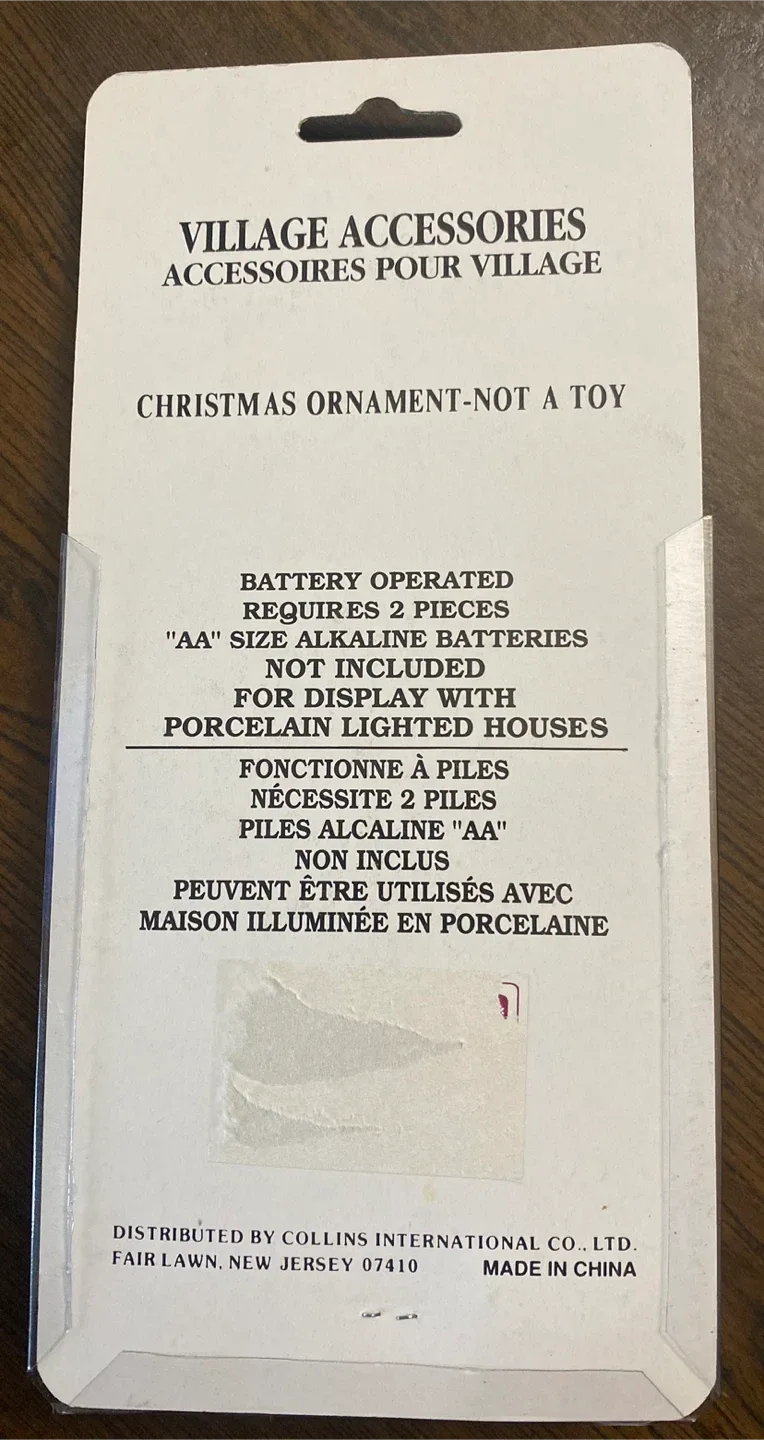 VILLAGE ACCESSORIES
ACCESSOIRES POUR VILLAGE
CHRISTMAS ORNAMENT-NOT A TOY
BATTERY OPERATED
REQUIRES 2 PIECES
"AA" SIZE ALKALINE BATTERIES
NOT INCLUDED
FOR DISPLAY WITH
PORCELAIN LIGHTED HOUSES
FONCTIONNE À PILES
NÉCESSITE 2 PILES
PILES ALCALINE "AA"
NON INCLUS
PEUVENT ÊTRE UTILISÉS AVEC
MAISON ILLUMINÉE EN PORCELAINE
DISTRIBUTED BY COLLINS INTERNATIONAL CO., LTD.
FAIR LAWN, NEW JERSEY 07410 MADE IN CHINA